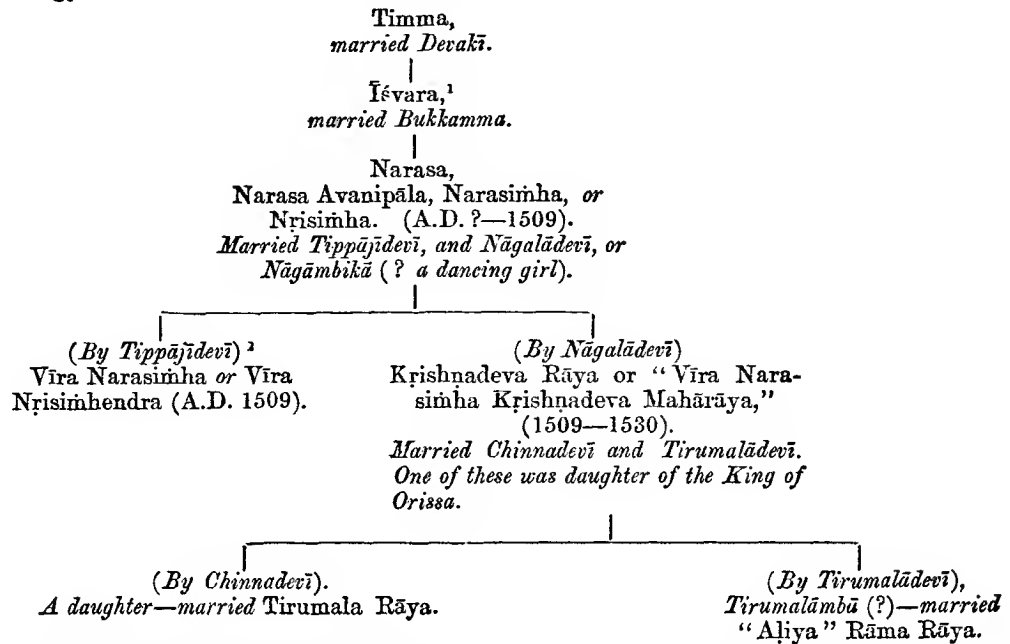 Timma,
married Devakī.
Īśvara,¹
married Bukkamma.
Narasa,
Narasa Avanipāla, Narasiṁha, or
Nṛisiṁha. (A.D. ?—1509).
Married Tippājīdevī, and Nāgalādevī, or
Nāgāmbikā (? a dancing girl).
(By Tippājīdevī) ²
Vīra Narasiṁha or Vīra
Nṛisiṁhendra (A.D. 1509).
(By Nāgalādevī)
Kṛishṇadeva Rāya or "Vīra Nara-
siṁha Kṛishṇadeva Mahārāya,"
(1509—1530).
Married Chinnadevī and Tirumalādevī.
One of these was daughter of the King of
Orissa.
(By Chinnadevī).
A daughter—married Tirumala Rāya.
(By Tirumalādevī),
Tirumalāmbā (?)—married
"Aḷiya" Rāma Rāya.